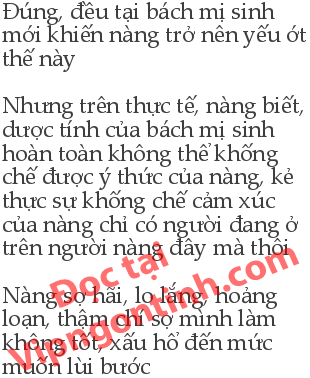 Đúng, đều tại bách mị sinh
mới khiến nàng trở nên yếu ớt
thế này
Nhưng trên thực tế, nàng biết,
dược tính của bách mị sinh
hoàn toàn không thể khống
chế được ý thức của nàng, kẻ
thực sự khống chế cảm xúc
của nàng chỉ có người đang ở
trên người nàng đây mà thôi
Nàng sợ hãi, lo lắng, hoảng
loạn, thậm chí sợ mình làm
không tốt, xấu hổ đến mức
muốn lùi bước
Đọc tại
Vipngontinh.com